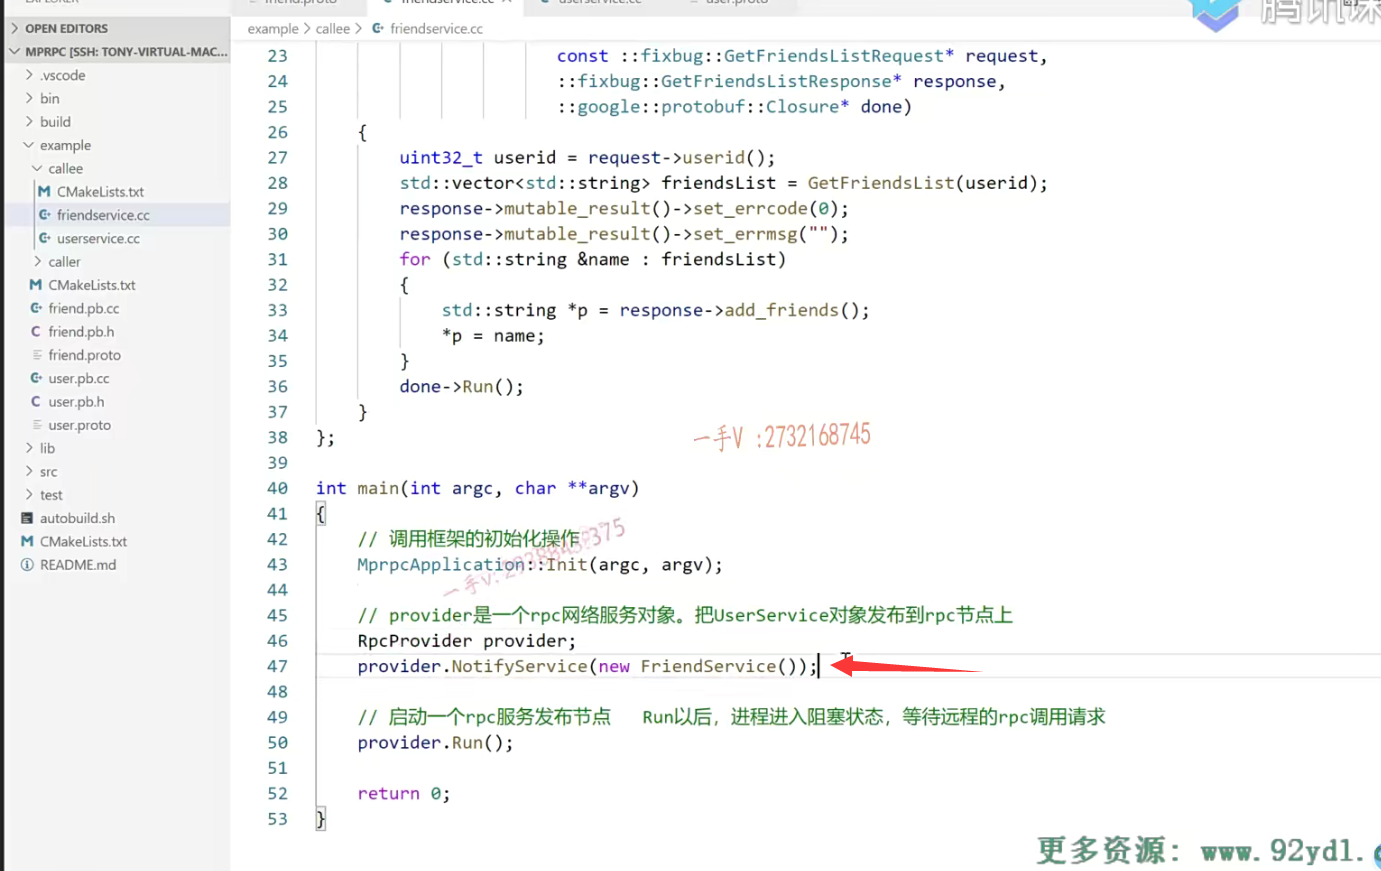 example > callee > friendservice.cc
OPEN EDITORS
MPRPC [SSH: TONY-VIRTUAL-MAC...
.vscode
bin
build
example
callee
CMakeLists.txt
friendservice.cc
userservice.cc
caller
CMakeLists.txt
friend.pb.cc
friend.pb.h
friend.proto
user.pb.cc
user.pb.h
user.proto
lib
src
test
autobuild.sh
CMakeLists.txt
README.md
23 const ::fixbug::GetFriendsListRequest* request,
24 ::fixbug::GetFriendsListResponse* response,
25 ::google::protobuf::Closure* done)
26 {
27 uint32_t userid = request->userid();
28 std::vector<std::string> friendsList = GetFriendsList(userid);
29 response->mutable_result()->set_errcode(0);
30 response->mutable_result()->set_errmsg("");
31 for (std::string &name : friendsList)
32 {
33 std::string *p = response->add_friends();
34 *p = name;
35 }
36 done->Run();
37 }
38 };
一手V :2732168745
39
40 int main(int argc, char **argv)
41 {
42 // 调用框架的初始化操作
43 MprpcApplication::Init(argc, argv);
44
45 // provider是一个rpc网络服务对象。把UserService对象发布到rpc节点上
46 RpcProvider provider;
47 provider.NotifyService(new FriendService());
48
49 // 启动一个rpc服务发布节点 Run以后，进程进入阻塞状态，等待远程的rpc调用请求
50 provider.Run();
51
52 return 0;
53 }
更多资源: www.92ydl.